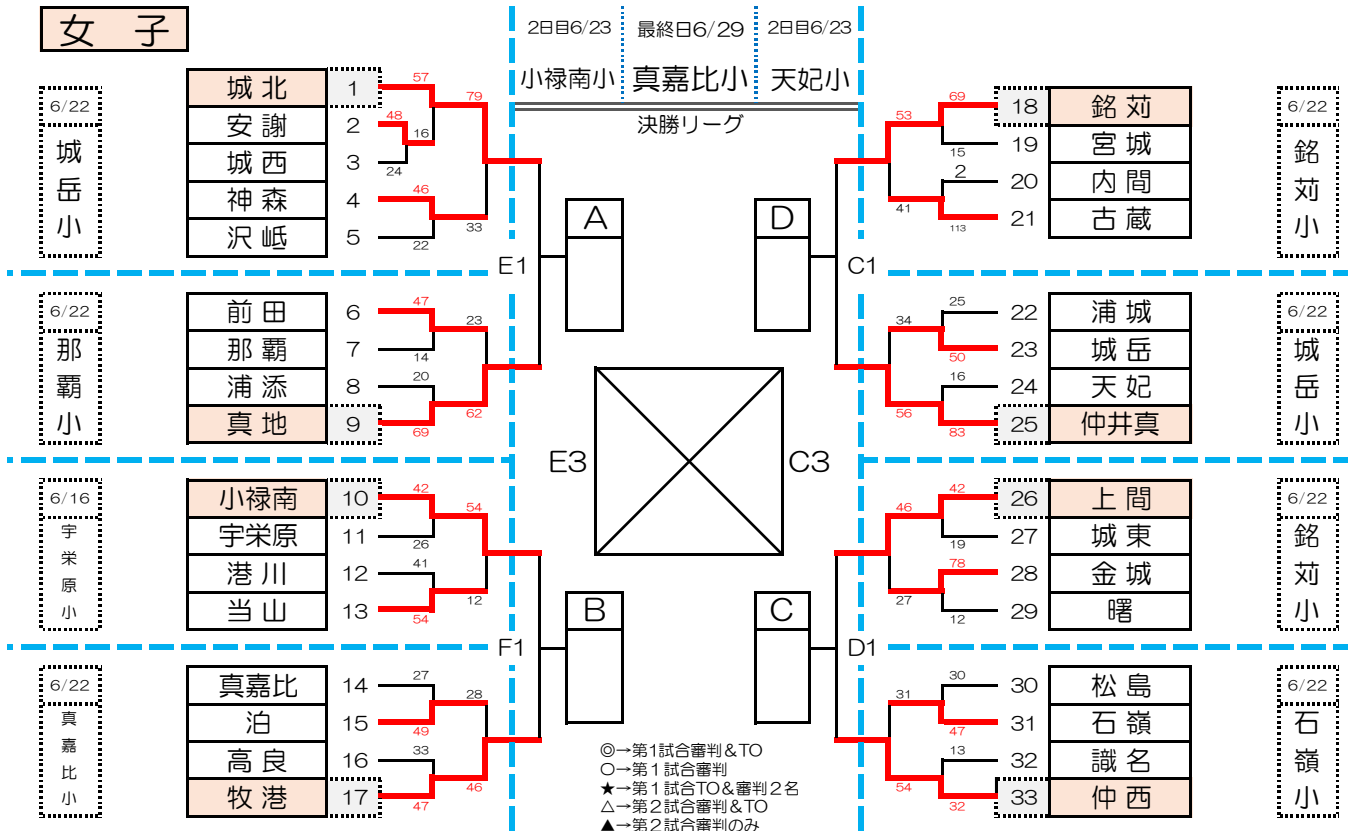 女 子
2日目6/23 最終日6/29 2日目6/23
小禄南小 真嘉比小 天妃小
決勝リーグ
6/22
城岳小
城北 1
安謝 2
城西 3
神森 4
沢岻 5
57
48
16
24
79
46
22
33
6/22
那覇小
前田 6
那覇 7
浦添 8
真地 9
47
14
23
20
69
62
6/16
宇栄原小
小禄南 10
宇栄原 11
港川 12
当山 13
42
26
54
41
54
12
6/22
真嘉比小
真嘉比 14
泊 15
高良 16
牧港 17
27
49
28
33
47
46
A
E1
B
F1
E3
C3
D
C1
C
D1
18 銘苅
19 宮城
20 内間
21 古蔵
69
15
53
2
113
41
6/22
銘苅小
22 浦城
23 城岳
24 天妃
25 仲井真
25
50
34
16
83
56
6/22
城岳小
26 上間
27 城東
28 金城
29 曙
42
19
46
78
12
27
6/22
銘苅小
30 松島
31 石嶺
32 識名
33 仲西
30
47
31
13
32
54
6/22
石嶺小
◎→第1試合審判&TO
○→第1試合審判
★→第1試合TO&審判2名
△→第2試合審判&TO
▲→第2試合審判のみ